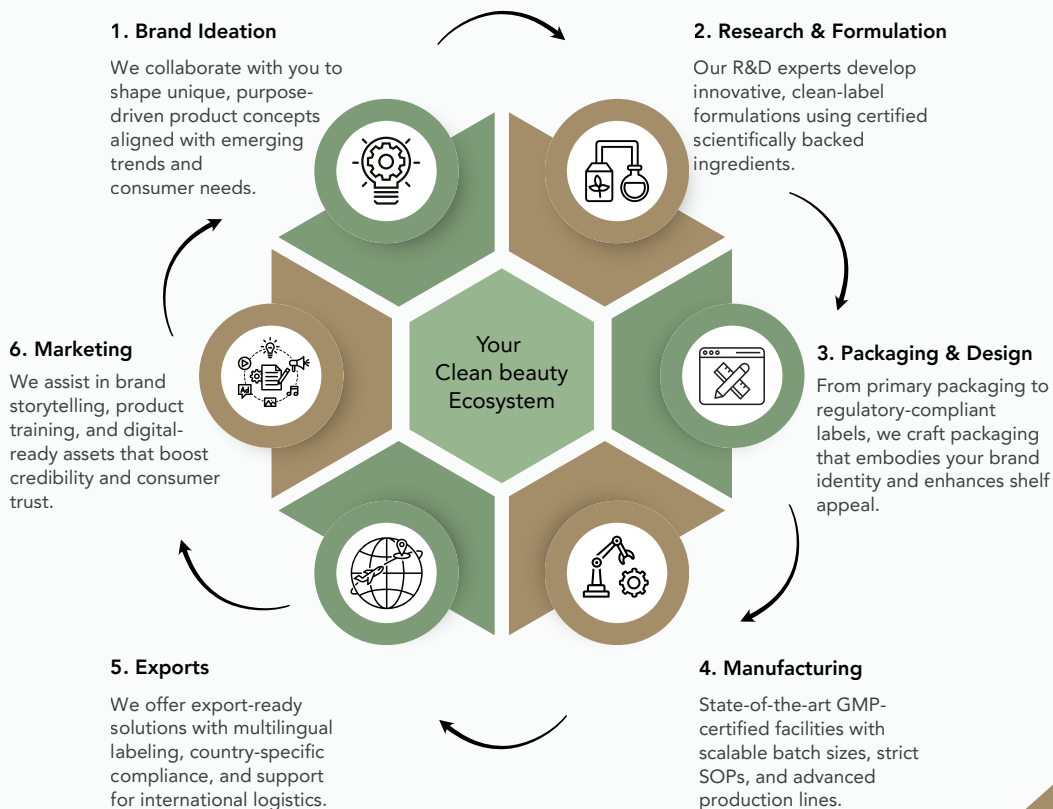 1. Brand Ideation
We collaborate with you to
shape unique, purpose-
driven product concepts
aligned with emerging
trends and
consumer needs.
2. Research & Formulation
Our R&D experts develop
innovative, clean-label
formulations using certified
scientifically backed
ingredients.
3. Packaging & Design
From primary packaging to
regulatory-compliant
labels, we craft packaging
that embodies your brand
identity and enhances shelf
appeal.
4. Manufacturing
State-of-the-art GMP-
certified facilities with
scalable batch sizes, strict
SOPs, and advanced
production lines.
5. Exports
We offer export-ready
solutions with multilingual
labeling, country-specific
compliance, and support
for international logistics.
6. Marketing
We assist in brand
storytelling, product
training, and digital-
ready assets that boost
credibility and consumer
trust.
Your
Clean beauty
Ecosystem